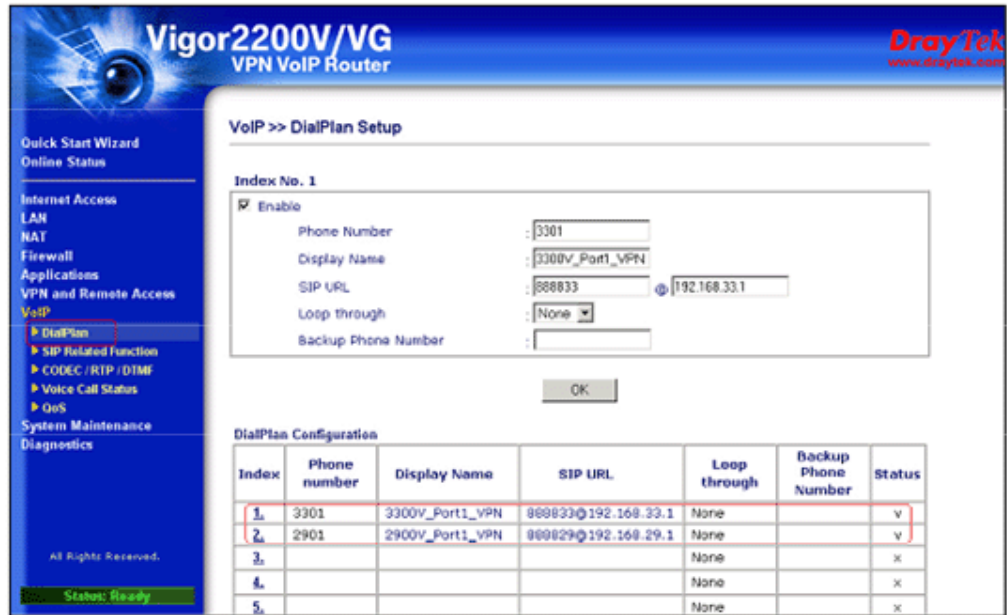 Vigor2200V/VG
VPN VoIP Router
DrayTek
www.draytek.com
Quick Start Wizard
Online Status
Internet Access
LAN
NAT
Firewall
Applications
VPN and Remote Access
VoIP
DialPlan
SIP Related Function
CODEC / RTP / DTMF
Voice Call Status
QoS
System Maintenance
Diagnostics
All Rights Reserved.
Status: Ready
VoIP >> DialPlan Setup
Index No. 1
Enable
Phone Number : 3301
Display Name : 3300V_Port1_VPN
SIP URL : 888833 @ 192.168.33.1
Loop through : None
Backup Phone Number :
OK
DialPlan Configuration
Index Phone number Display Name SIP URL Loop through Backup Phone Number Status
1. 3301 3300V_Port1_VPN 888833@192.168.33.1 None v
2. 2901 2900V_Port1_VPN 888829@192.168.29.1 None v
3. None x
4. None x
5. None x